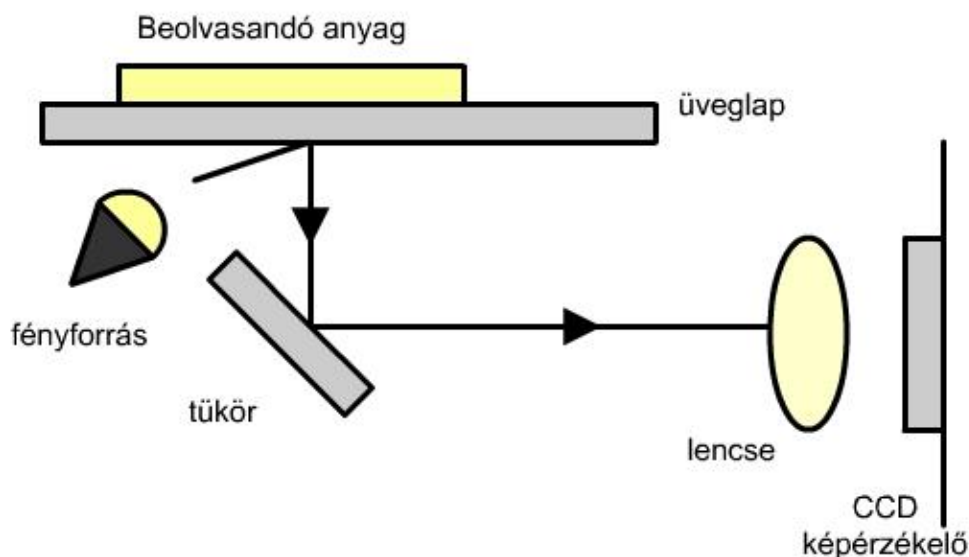 Beolvasandó anyag
üveglap
fényforrás
tükör
lencse
CCD
képérzékelő